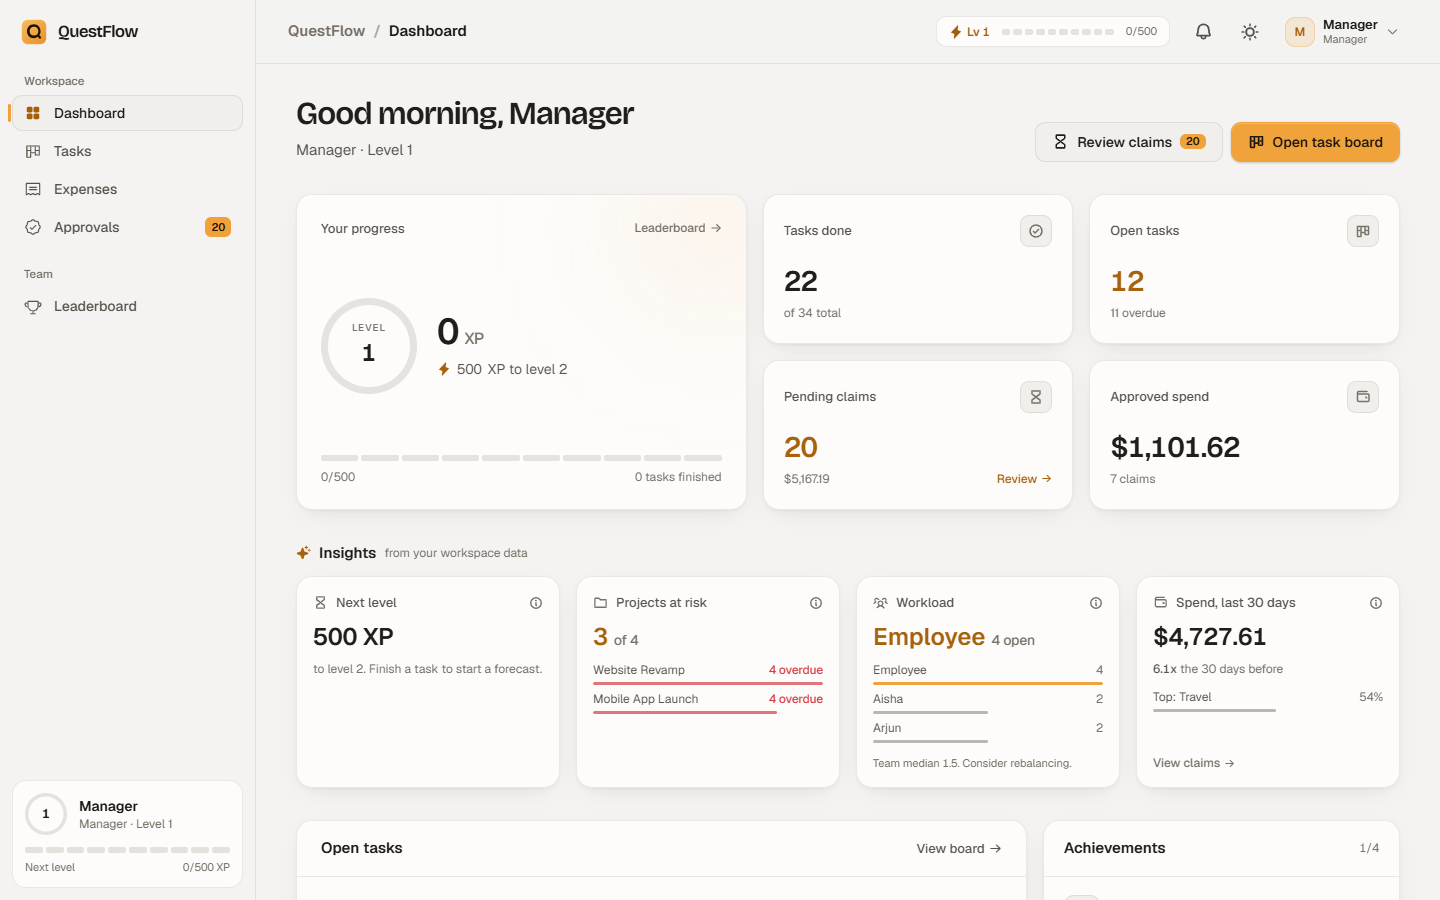 QuestFlow
Workspace
Dashboard
Tasks
Expenses
Approvals 20
Team
Leaderboard
1
Manager
Manager · Level 1
Next level 0/500 XP
QuestFlow / Dashboard
Lv 1 0/500
M
Manager
Manager
Good morning, Manager
Manager · Level 1
Review claims 20
Open task board
Your progress
Leaderboard →
LEVEL
1
0 XP
500 XP to level 2
0/500
0 tasks finished
Tasks done
22
of 34 total
Open tasks
12
11 overdue
Pending claims
20
$5,167.19
Review →
Approved spend
$1,101.62
7 claims
Insights from your workspace data
Next level
500 XP
to level 2. Finish a task to start a forecast.
Projects at risk
3 of 4
Website Revamp 4 overdue
Mobile App Launch 4 overdue
Workload
Employee 4 open
Employee 4
Aisha 2
Arjun 2
Team median 1.5. Consider rebalancing.
Spend, last 30 days
$4,727.61
6.1x the 30 days before
Top: Travel 54%
View claims →
Open tasks
View board →
Achievements
1/4